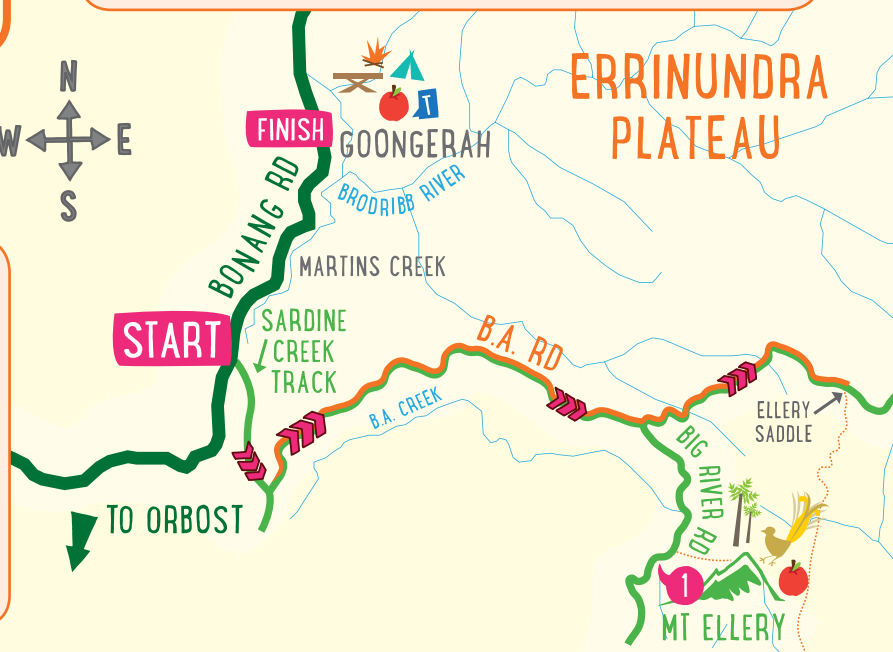 N
W
E
S
ERRINUNDRA
PLATEAU
T
FINISH
GOONGERAH
BONANG RD
BRODRIBB RIVER
MARTINS CREEK
START
SARDINE
CREEK
TRACK
B.A. RD
B.A. CREEK
ELLERY
SADDLE
BIG RIVER RD
TO ORBOST
1
MT ELLERY